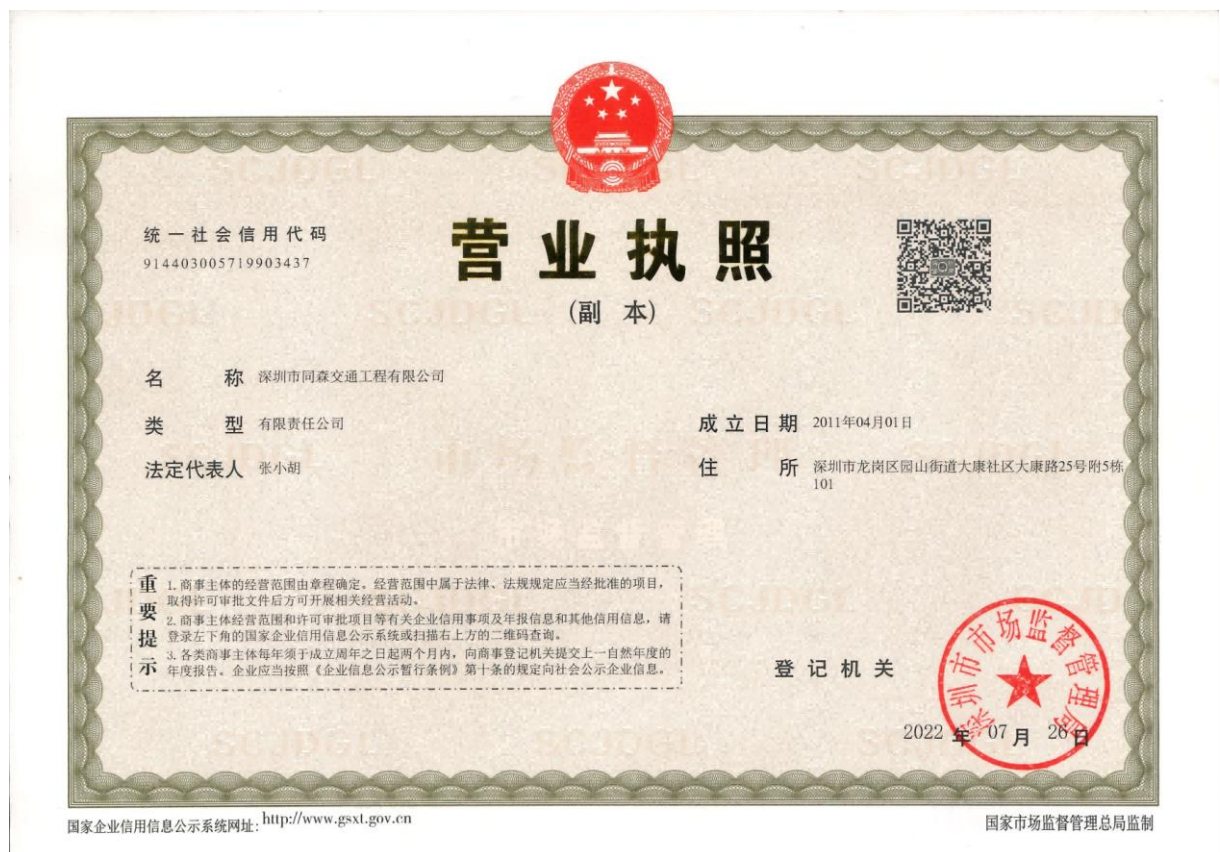 统一社会信用代码
914403005719903437
营业执照
(副 本)
名 称 深圳市同森交通工程有限公司
类 型 有限责任公司
成立日期 2011年04月01日
法定代表人 张小胡
住 所 深圳市龙岗区园山街道大康社区大康路25号附5栋
101
重要提示
1.商事主体的经营范围由章程确定。经营范围中属于法律、法规规定应当经批准的项目，
取得许可审批文件后方可开展相关经营活动。
2.商事主体经营范围和许可审批项目等有关企业信用事项及年报信息和其他信用信息，请
登录左下角的国家企业信用信息公示系统或扫描右上方的二维码查询。
3.各类商事主体每年须于成立周年之日起两个月内，向商事登记机关提交上一自然年度的
年度报告。企业应当按照《企业信息公示暂行条例》第十条的规定向社会公示企业信息。
登记机关
深圳市市场监督管理局
2022 年 07 月 26 日
国家企业信用信息公示系统网址：http://www.gsxt.gov.cn
国家市场监督管理总局监制